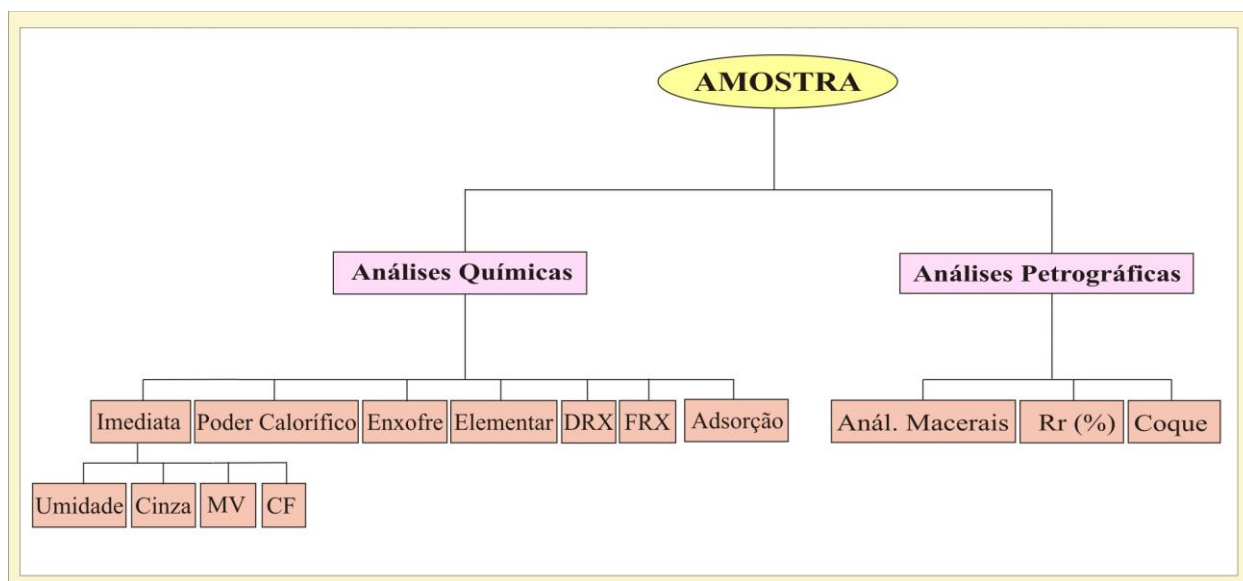 AMOSTRA
Análises Químicas
Análises Petrográficas
Imediata
Poder Calorífico
Enxofre
Elementar
DRX
FRX
Adsorção
Anál. Macerais
Rr (%)
Coque
Umidade
Cinza
MV
CF